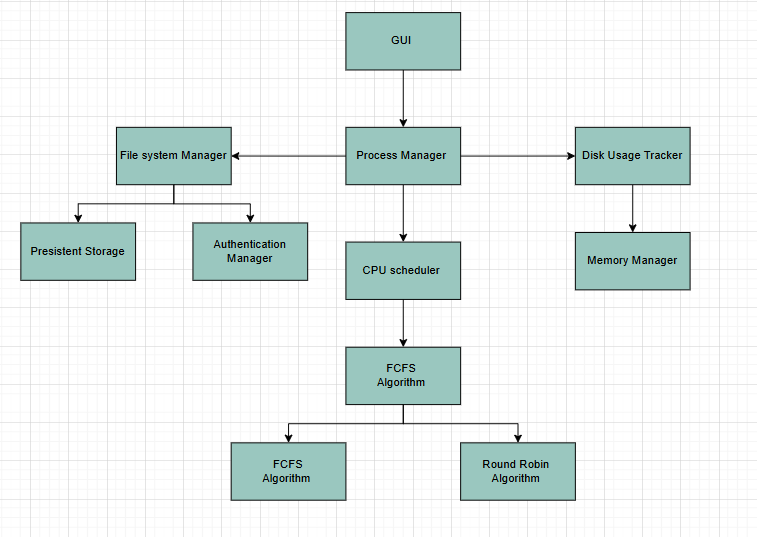 GUI
File system Manager
Process Manager
Disk Usage Tracker
Presistent Storage
Authentication
Manager
CPU scheduler
Memory Manager
FCFS
Algorithm
FCFS
Algorithm
Round Robin
Algorithm